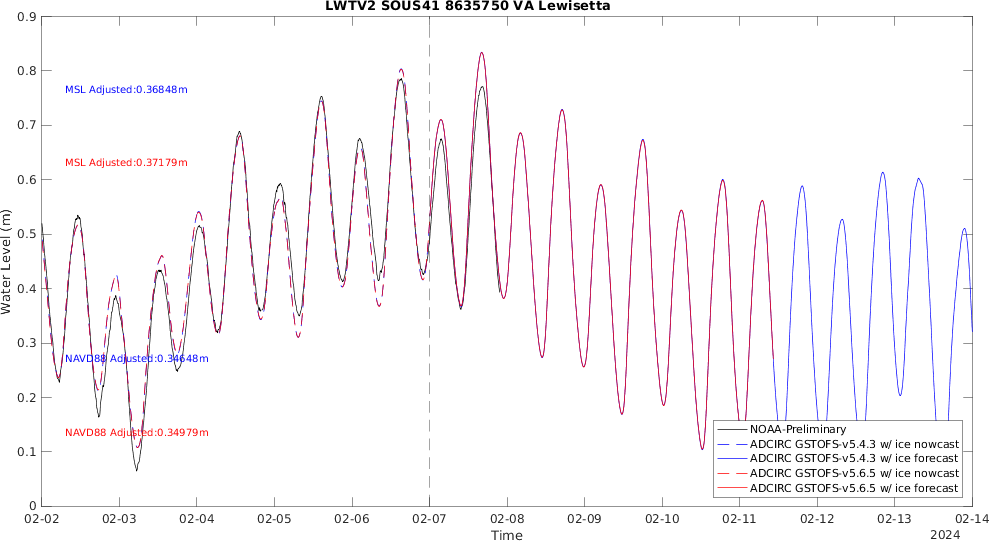 LWTV2 SOUS41 8635750 VA Lewisetta
0.9
0.8
0.7
0.6
0.5
0.4
0.3
0.2
0.1
0
Water Level (m)
MSL Adjusted:0.36848m
MSL Adjusted:0.37179m
NAVD88 Adjusted:0.34648m
NAVD88 Adjusted:0.34979m
NOAA-Preliminary
ADCIRC GSTOFS-v5.4.3 w/ ice nowcast
ADCIRC GSTOFS-v5.4.3 w/ ice forecast
ADCIRC GSTOFS-v5.6.5 w/ ice nowcast
ADCIRC GSTOFS-v5.6.5 w/ ice forecast
02-02 02-03 02-04 02-05 02-06 02-07 02-08 02-09 02-10 02-11 02-12 02-13 02-14
Time
2024